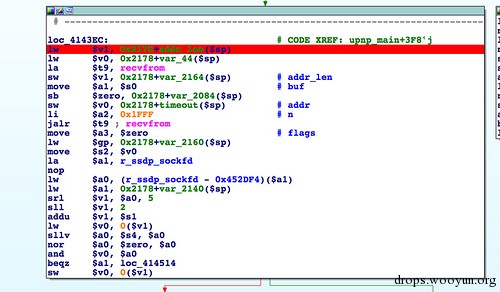 # ---------------------------------------------------------------
loc_4143EC: # CODE XREF: upnp_main+3F8↑j
lw $v1, 0x2178+addr_len($sp)
lw $v0, 0x2178+var_44($sp)
la $t9, recvfrom
sw $v1, 0x2178+var_2164($sp) # addr_len
move $a1, $s0 # buf
sb $zero, 0x2178+var_2084($sp)
sw $v0, 0x2178+timeout($sp) # addr
li $a2, 0x1FFF # n
jalr $t9 ; recvfrom
move $a3, $zero # flags
lw $gp, 0x2178+var_2160($sp)
move $s2, $v0
la $a1, r_ssdp_sockfd
nop
lw $a0, (r_ssdp_sockfd - 0x452DF4)($a1)
lw $a1, 0x2178+var_2140($sp)
srl $v1, $a0, 5
sll $v1, 2
addu $v1, $s1
lw $v0, 0($v1)
sllv $a0, $s4, $a0
nor $a0, $zero, $a0
and $v0, $a0
beqz $a1, loc_414514
sw $v0, 0($v1)
drops.wooyun.org